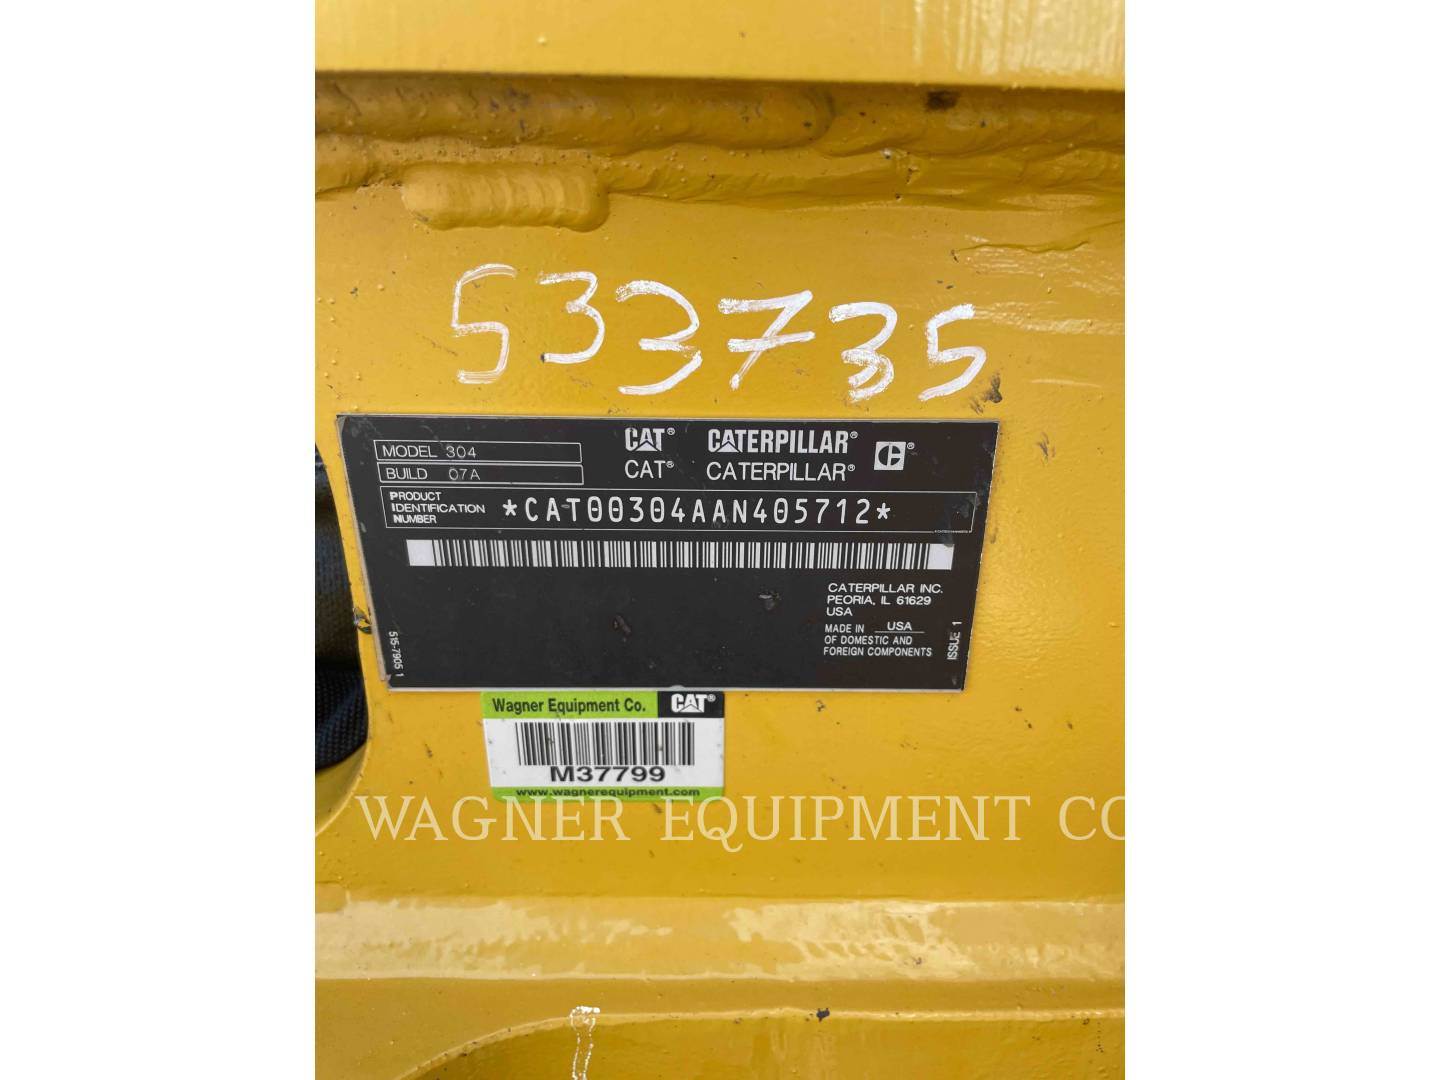 533735
MODEL 304
BUILD 07A
CAT® CATERPILLAR®
CAT® CATERPILLAR®
PRODUCT IDENTIFICATION NUMBER
*CAT00304AAN405712*
CATERPILLAR INC.
PEORIA, IL 61629
USA
MADE IN USA
OF DOMESTIC AND
FOREIGN COMPONENTS
515-7905 1
ISSUE 1
Wagner Equipment Co. CAT®
M37799
www.wagnerequipment.com
WAGNER EQUIPMENT CO